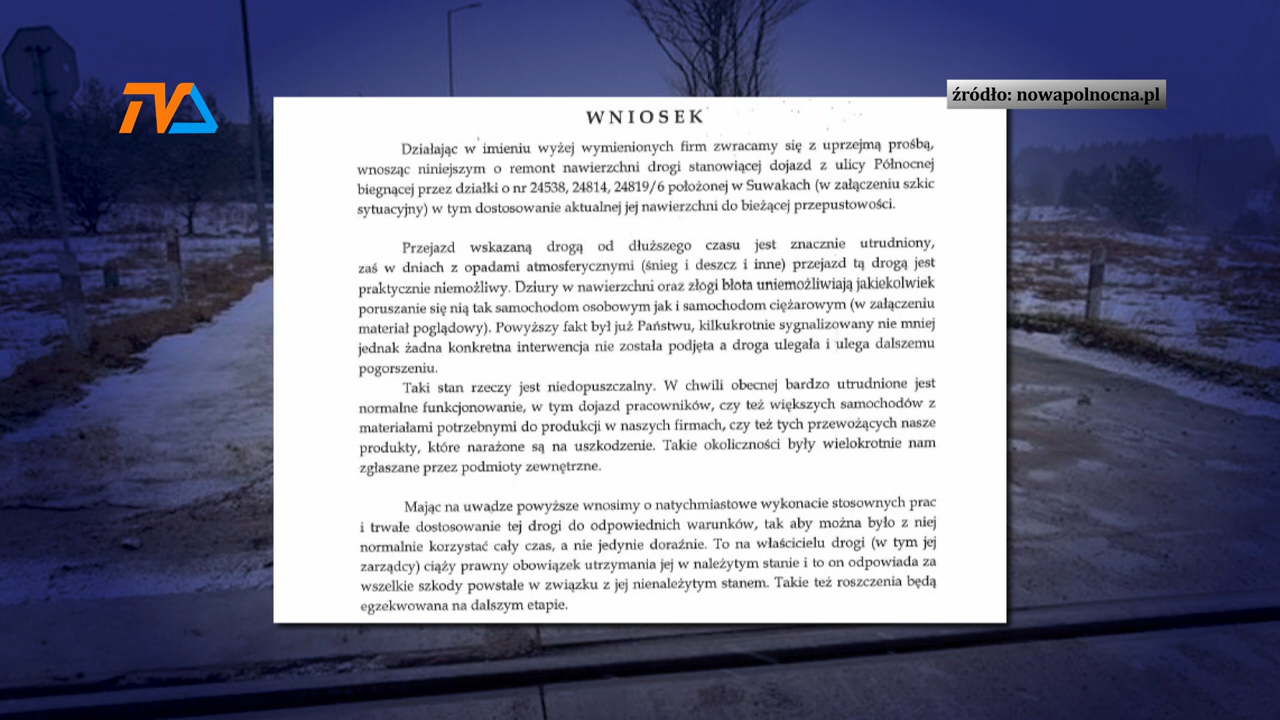 TVA
źródło: nowapolnocna.pl
WNIOSEK
Działając w imieniu wyżej wymienionych firm zwracamy się z uprzejmą prośbą,
wnosząc niniejszym o remont nawierzchni drogi stanowiącej dojazd z ulicy Północnej
biegnącej przez działki o nr 24538, 24814, 24819/6 położonej w Suwakach (w załączeniu szkic
sytuacyjny) w tym dostosowanie aktualnej jej nawierzchni do bieżącej przepustowości.
Przejazd wskazaną drogą od dłuższego czasu jest znacznie utrudniony,
zaś w dniach z opadami atmosferycznymi (śnieg i deszcz i inne) przejazd tą drogą jest
praktycznie niemożliwy. Dziury w nawierzchni oraz złogi błota uniemożliwiają jakiekolwiek
poruszanie się nią tak samochodom osobowym jak i samochodom ciężarowym (w załączeniu
materiał poglądowy). Powyższy fakt był już Państwu, kilkukrotnie sygnalizowany nie mniej
jednak żadna konkretna interwencja nie została podjęta a droga ulegała i ulega dalszemu
pogorszeniu.
Taki stan rzeczy jest niedopuszczalny. W chwili obecnej bardzo utrudnione jest
normalne funkcjonowanie, w tym dojazd pracowników, czy też większych samochodów z
materiałami potrzebnymi do produkcji w naszych firmach, czy też tych przewożących nasze
produkty, które narażone są na uszkodzenie. Takie okoliczności były wielokrotnie nam
zgłaszane przez podmioty zewnętrzne.
Mając na uwadze powyższe wnosimy o natychmiastowe wykonacie stosownych prac
i trwałe dostosowanie tej drogi do odpowiednich warunków, tak aby można było z niej
normalnie korzystać cały czas, a nie jedynie doraźnie. To na właścicielu drogi (w tym jej
zarządcy) ciąży prawny obowiązek utrzymania jej w należytym stanie i to on odpowiada za
wszelkie szkody powstałe w związku z jej nienależytym stanem. Takie też roszczenia będą
egzekwowana na dalszym etapie.